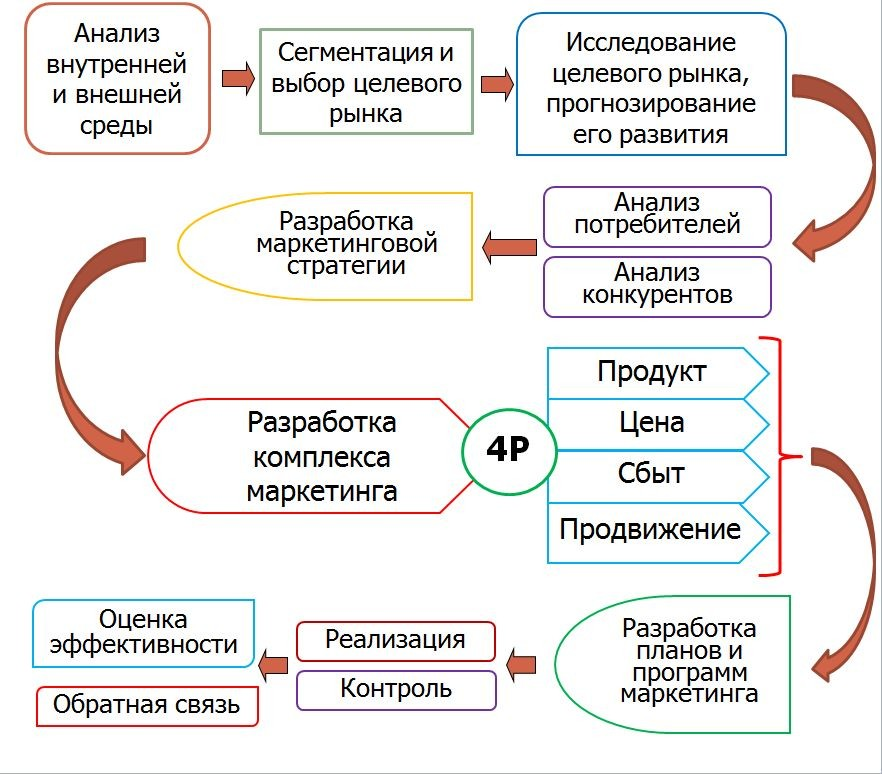 Анализ
внутренней
и внешней
среды
Сегментация и
выбор целевого
рынка
Исследование
целевого рынка,
прогнозирование
его развития
Анализ
потребителей
Анализ
конкурентов
Разработка
маркетинговой
стратегии
Разработка
комплекса
маркетинга
4P
Продукт
Цена
Сбыт
Продвижение
Разработка
планов и
программ
маркетинга
Реализация
Контроль
Оценка
эффективности
Обратная связь